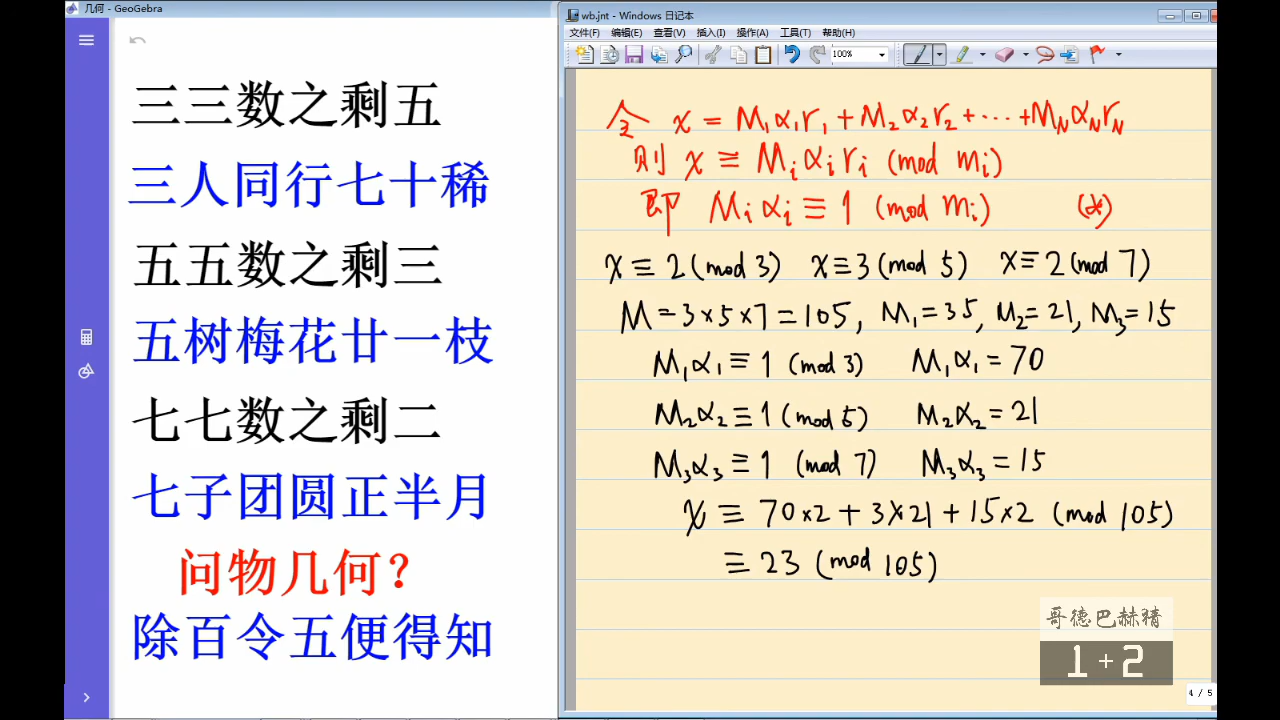 几何 - GeoGebra
三三数之剩五
三人同行七十稀
五五数之剩三
五树梅花廿一枝
七七数之剩二
七子团圆正半月
问物几何？
除百令五便得知
wb.jnt - Windows 日记本
文件(F) 编辑(E) 查看(V) 插入(I) 操作(A) 工具(T) 帮助(H)
100%
令 x = M₁α₁r₁ + M₂α₂r₂ + ··· + M_Nα_Nr_N
则 x ≡ Mᵢαᵢrᵢ (mod mᵢ)
即 Mᵢαᵢ ≡ 1 (mod mᵢ) (*)
x ≡ 2 (mod 3) x ≡ 3 (mod 5) x ≡ 2 (mod 7)
M = 3×5×7 = 105, M₁ = 35, M₂ = 21, M₃ = 15
M₁α₁ ≡ 1 (mod 3) M₁α₁ = 70
M₂α₂ ≡ 1 (mod 5) M₂α₂ = 21
M₃α₃ ≡ 1 (mod 7) M₃α₃ = 15
x ≡ 70×2 + 3×21 + 15×2 (mod 105)
≡ 23 (mod 105)
哥德巴赫猜
1+2
4 / 5